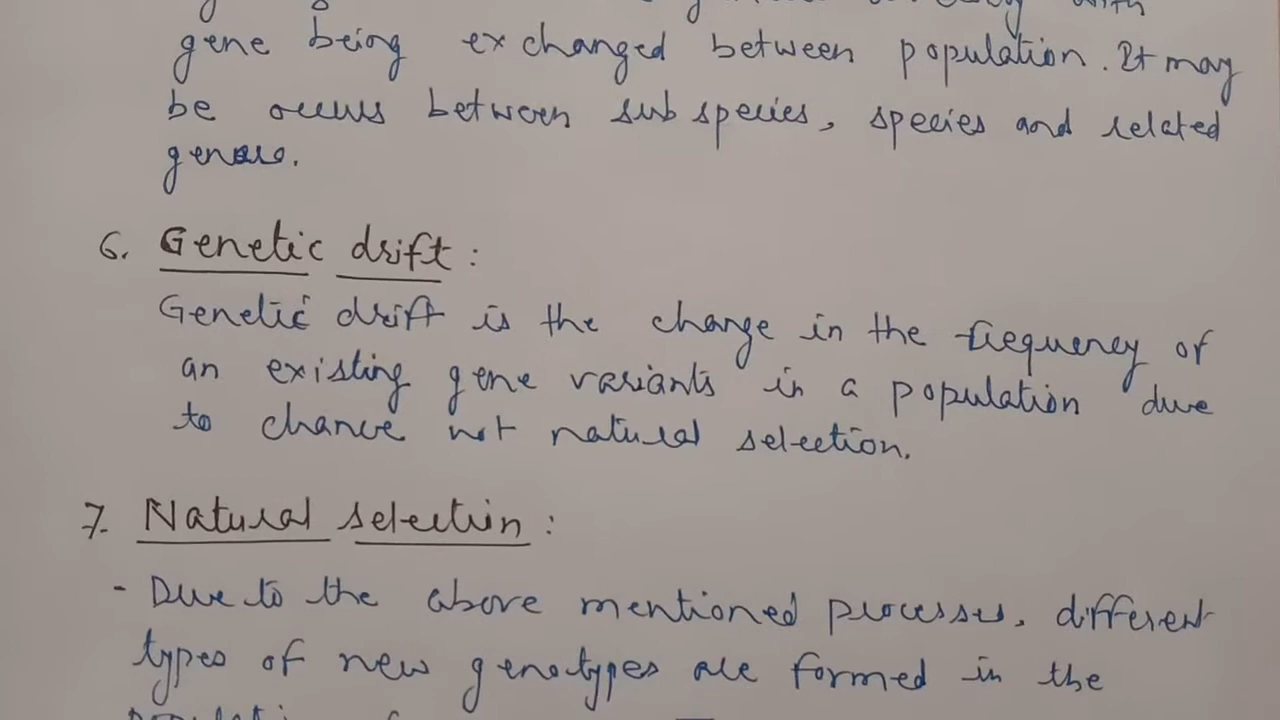 with
gene being exchanged between population. It may
be occurs between sub species, species and related
genus.
6. Genetic drift :
Genetic drift is the change in the frequency of
an existing gene variants in a population due
to chance not natural selection.
7. Natural selection :
- Due to the above mentioned processes, different
types of new genotypes are formed in the